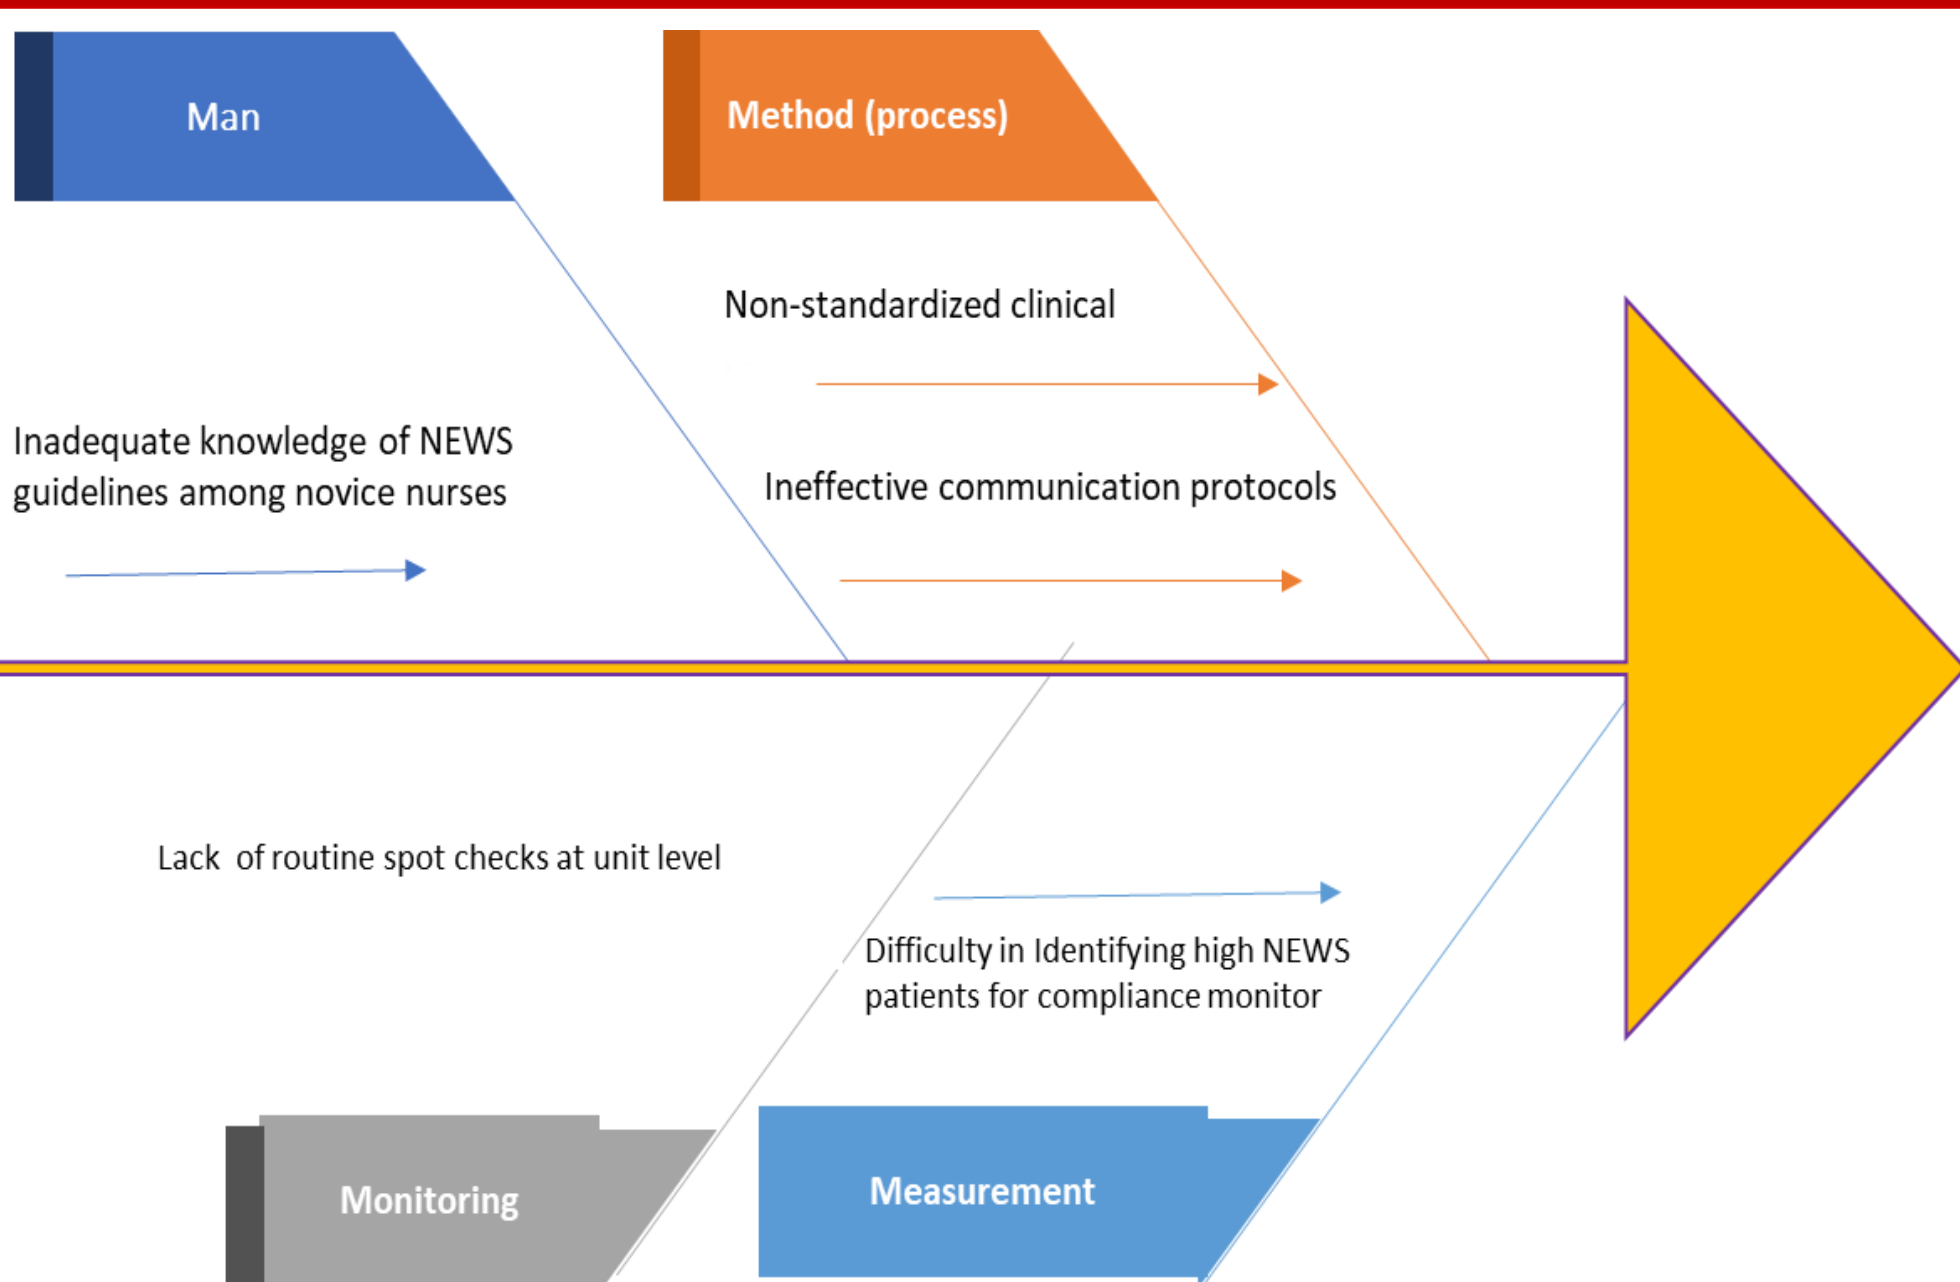 Man
Method (process)
Non-standardized clinical
Inadequate knowledge of NEWS
guidelines among novice nurses
Ineffective communication protocols
Lack of routine spot checks at unit level
Difficulty in Identifying high NEWS
patients for compliance monitor
Monitoring
Measurement